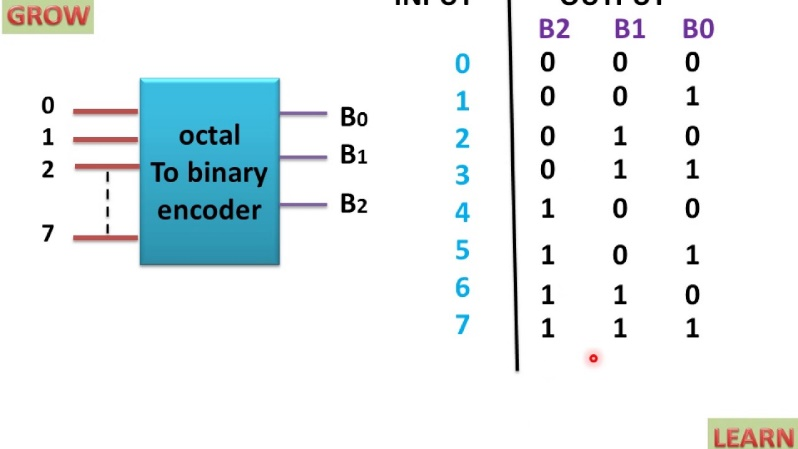 GROW
INPUT OUTPUT
B2 B1 B0
0 0 0 0
1 0 0 1
2 0 1 0
3 0 1 1
4 1 0 0
5 1 0 1
6 1 1 0
7 1 1 1
0
1
2
7
octal
To binary
encoder
B0
B1
B2
LEARN